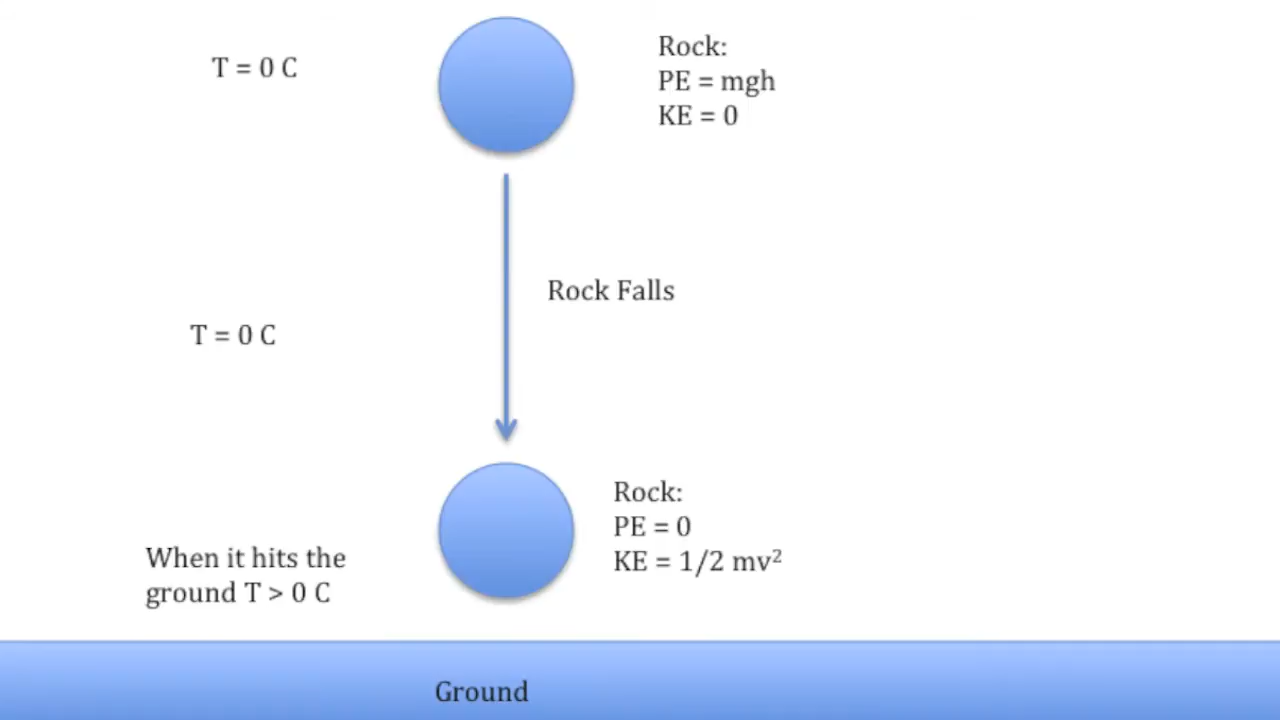 T = 0 C
Rock:
PE = mgh
KE = 0
Rock Falls
T = 0 C
Rock:
PE = 0
KE = 1/2 mv²
When it hits the
ground T > 0 C
Ground